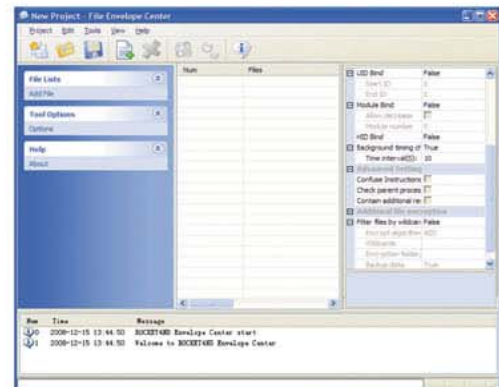 New Project - File Envelope Center
Project Edit Tools View Help
File Lists
Add File
Tool Options
Options
Help
About
Num Files
UID Bind False
Start ID 0
End ID 0
Module Bind False
Allow decrease
Module number 0
HID Bind False
Background timing ch True
Time interval(S): 10
Advanced Setting
Confuse Instructions
Check parent process
Contain additional re
Additional file encryption
Filter files by wildcar False
Encrypt algorithm
Wildcards
Encryption folder
Backup data True
Num Time Message
0 2008-12-15 13:44:50 ROCKET4ND Envelope Center start
1 2008-12-15 13:44:50 Welcome to ROCKET4ND Envelope Center